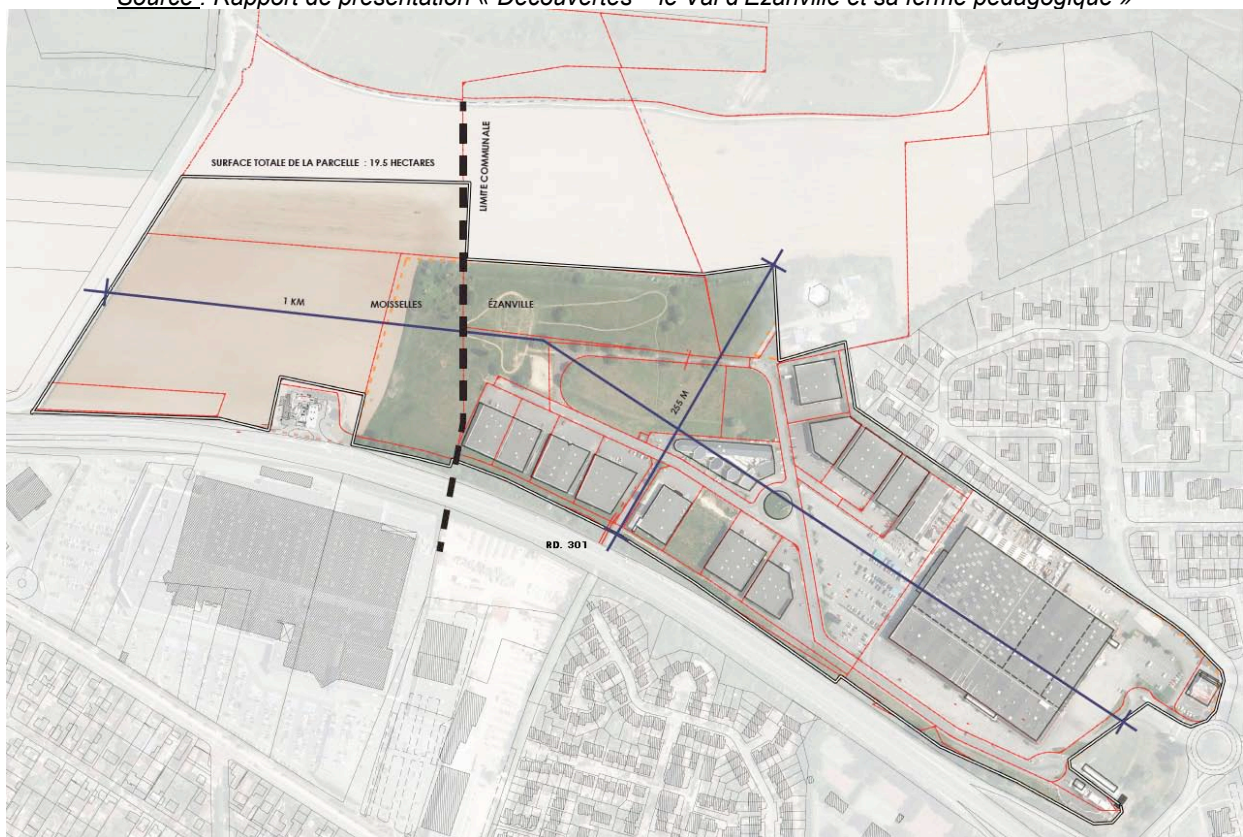 Source : Rapport de présentation « Découvertes – le Val d'Ezanville et sa ferme pédagogique »
SURFACE TOTALE DE LA PARCELLE : 19.5 HECTARES
LIMITE COMMUNALE
1 KM
MOISSELLES
ÉZANVILLE
255 M
RD. 301